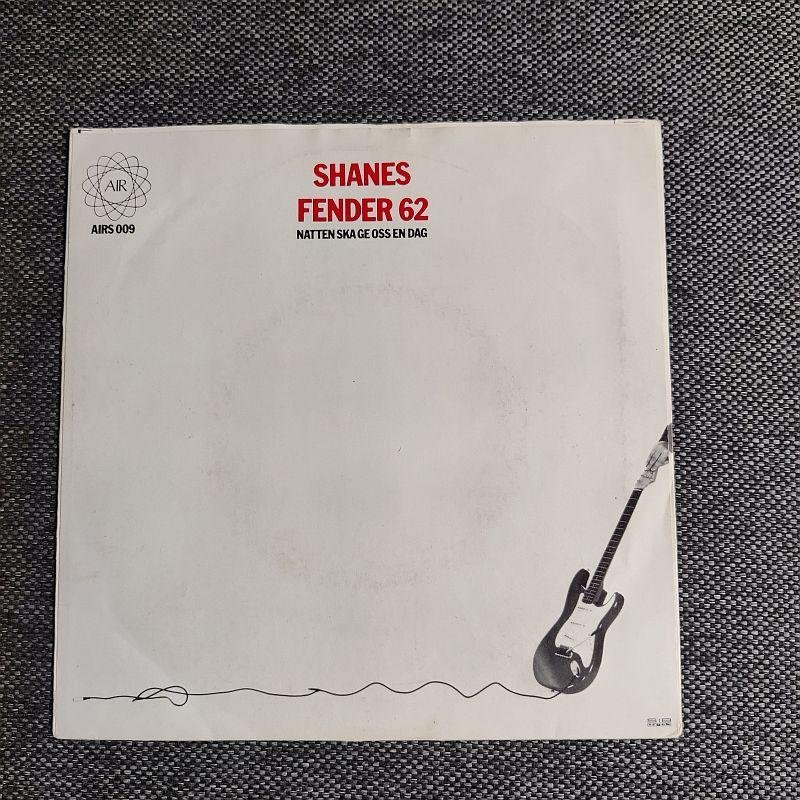 AIR
AIRS 009
SHANES
FENDER 62
NATTEN SKA GE OSS EN DAG